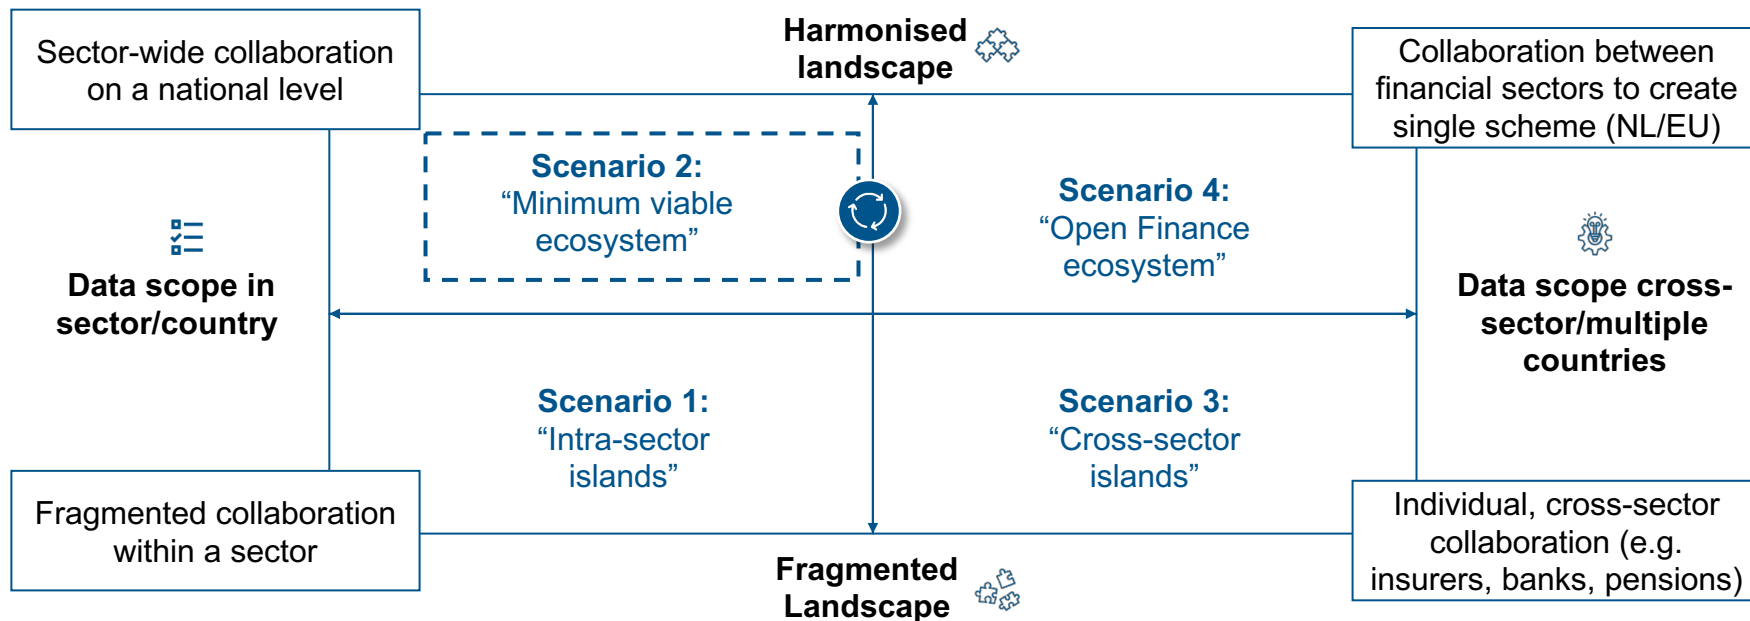 Sector-wide collaboration
on a national level
Harmonised
landscape
Collaboration between
financial sectors to create
single scheme (NL/EU)
Scenario 2:
“Minimum viable
ecosystem”
Scenario 4:
“Open Finance
ecosystem”
Data scope in
sector/country
Data scope cross-
sector/multiple
countries
Scenario 1:
“Intra-sector
islands”
Scenario 3:
“Cross-sector
islands”
Fragmented collaboration
within a sector
Fragmented
Landscape
Individual, cross-sector
collaboration (e.g.
insurers, banks, pensions)